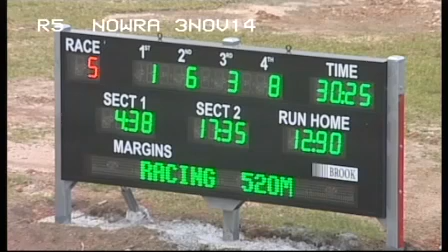 R5 NOWRA 3NOV14
RACE 1ST 2ND 3RD 4TH TIME
5 1 6 3 8 30:25
SECT 1 SECT 2 RUN HOME
4:38 17:35 12:90
MARGINS BROOK
RACING 520M